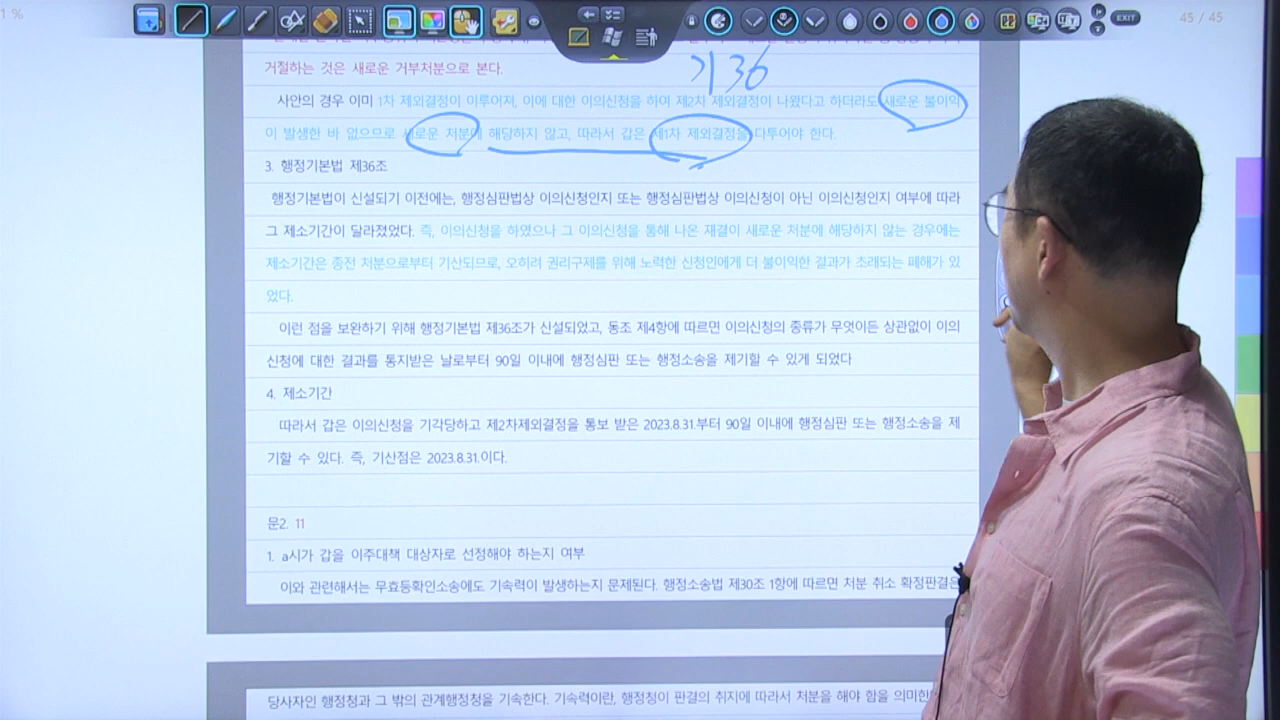 1 %
EXIT
45 / 45
거절하는 것은 새로운 거부처분으로 본다.
기36
사안의 경우 이미 1차 제외결정이 이루어져, 이에 대한 이의신청을 하여 제2차 제외결정이 나왔다고 하더라도 새로운 불이익
이 발생한 바 없으므로 새로운 처분에 해당하지 않고, 따라서 갑은 제1차 제외결정을 다투어야 한다.
3. 행정기본법 제36조
행정기본법이 신설되기 이전에는, 행정심판법상 이의신청인지 또는 행정심판법상 이의신청이 아닌 이의신청인지 여부에 따라
그 제소기간이 달라졌었다. 즉, 이의신청을 하였으나 그 이의신청을 통해 나온 재결이 새로운 처분에 해당하지 않는 경우에는
제소기간은 종전 처분으로부터 기산되므로, 오히려 권리구제를 위해 노력한 신청인에게 더 불이익한 결과가 초래되는 폐해가 있
었다.
이런 점을 보완하기 위해 행정기본법 제36조가 신설되었고, 동조 제4항에 따르면 이의신청의 종류가 무엇이든 상관없이 이의
신청에 대한 결과를 통지받은 날로부터 90일 이내에 행정심판 또는 행정소송을 제기할 수 있게 되었다
4. 제소기간
따라서 갑은 이의신청을 기각당하고 제2차제외결정을 통보 받은 2023.8.31.부터 90일 이내에 행정심판 또는 행정소송을 제
기할 수 있다. 즉, 기산점은 2023.8.31.이다.
문2. 11
1. a시가 갑을 이주대책 대상자로 선정해야 하는지 여부
이와 관련해서는 무효등확인소송에도 기속력이 발생하는지 문제된다. 행정소송법 제30조 1항에 따르면 처분 취소 확정판결은
당사자인 행정청과 그 밖의 관계행정청을 기속한다. 기속력이란, 행정청이 판결의 취지에 따라서 처분을 해야 함을 의미한